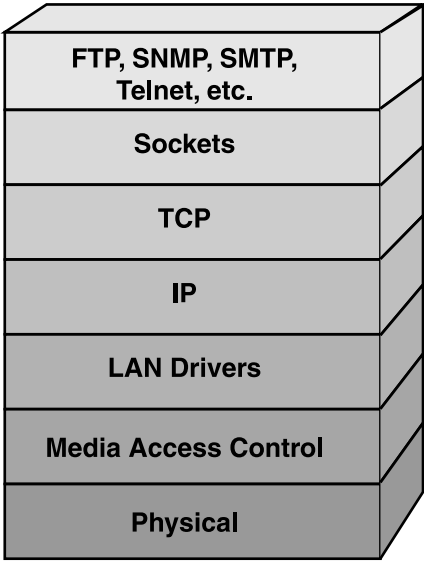 FTP, SNMP, SMTP,
Telnet, etc.
Sockets
TCP
IP
LAN Drivers
Media Access Control
Physical